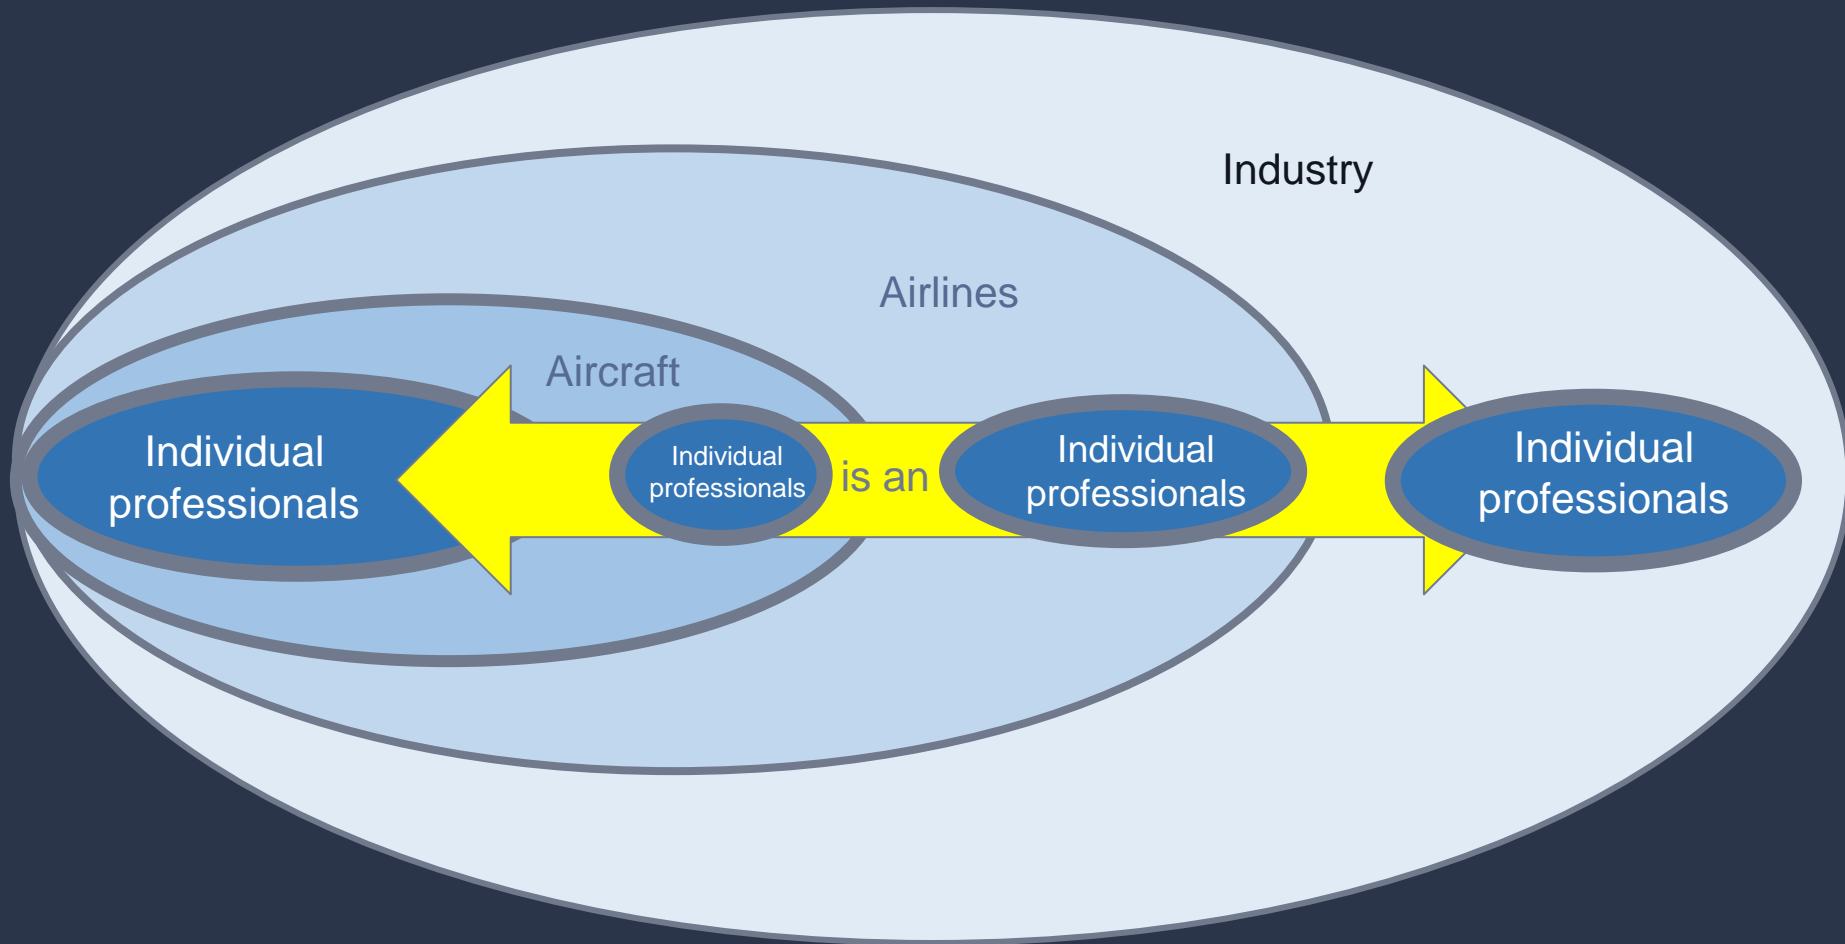 Industry
Airlines
Aircraft
Individual
professionals
Individual
professionals
is an
Individual
professionals
Individual
professionals